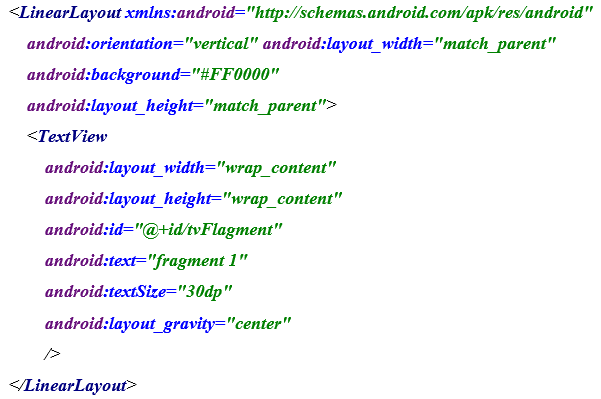 <LinearLayout xmlns:android="http://schemas.android.com/apk/res/android"
    android:orientation="vertical" android:layout_width="match_parent"
    android:background="#FF0000"
    android:layout_height="match_parent">
    <TextView
        android:layout_width="wrap_content"
        android:layout_height="wrap_content"
        android:id="@+id/tvFlagment"
        android:text="fragment 1"
        android:textSize="30dp"
        android:layout_gravity="center"
        />
</LinearLayout>